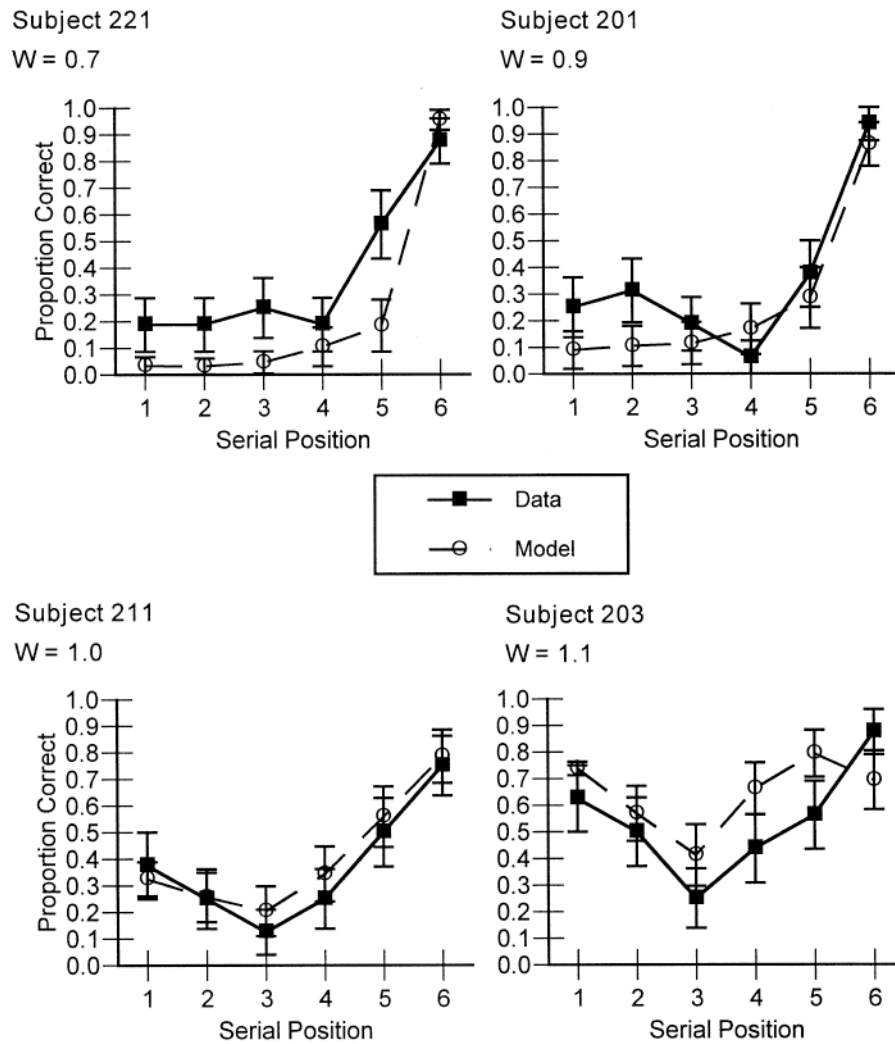 Subject 221
W = 0.7
Proportion Correct
1.0
0.9
0.8
0.7
0.6
0.5
0.4
0.3
0.2
0.1
0.0
1 2 3 4 5 6
Serial Position
Subject 201
W = 0.9
1.0
0.9
0.8
0.7
0.6
0.5
0.4
0.3
0.2
0.1
0.0
1 2 3 4 5 6
Serial Position
Data
Model
Subject 211
W = 1.0
Proportion Correct
1.0
0.9
0.8
0.7
0.6
0.5
0.4
0.3
0.2
0.1
0.0
1 2 3 4 5 6
Serial Position
Subject 203
W = 1.1
1.0
0.9
0.8
0.7
0.6
0.5
0.4
0.3
0.2
0.1
0.0
1 2 3 4 5 6
Serial Position